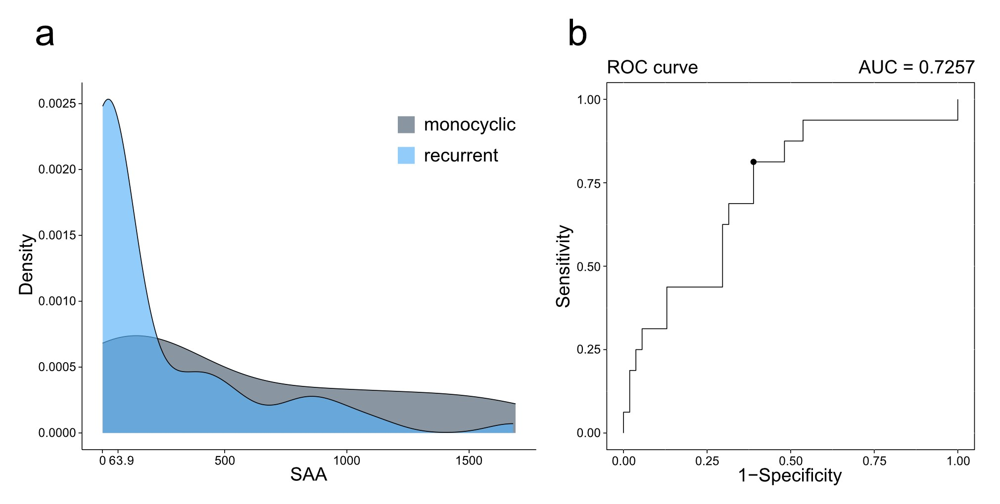 a
Density
0.0025
0.0020
0.0015
0.0010
0.0005
0.0000
0 63.9 500 1000 1500
SAA
monocyclic
recurrent
b
ROC curve AUC = 0.7257
Sensitivity
1.00
0.75
0.50
0.25
0.00
0.00 0.25 0.50 0.75 1.00
1−Specificity